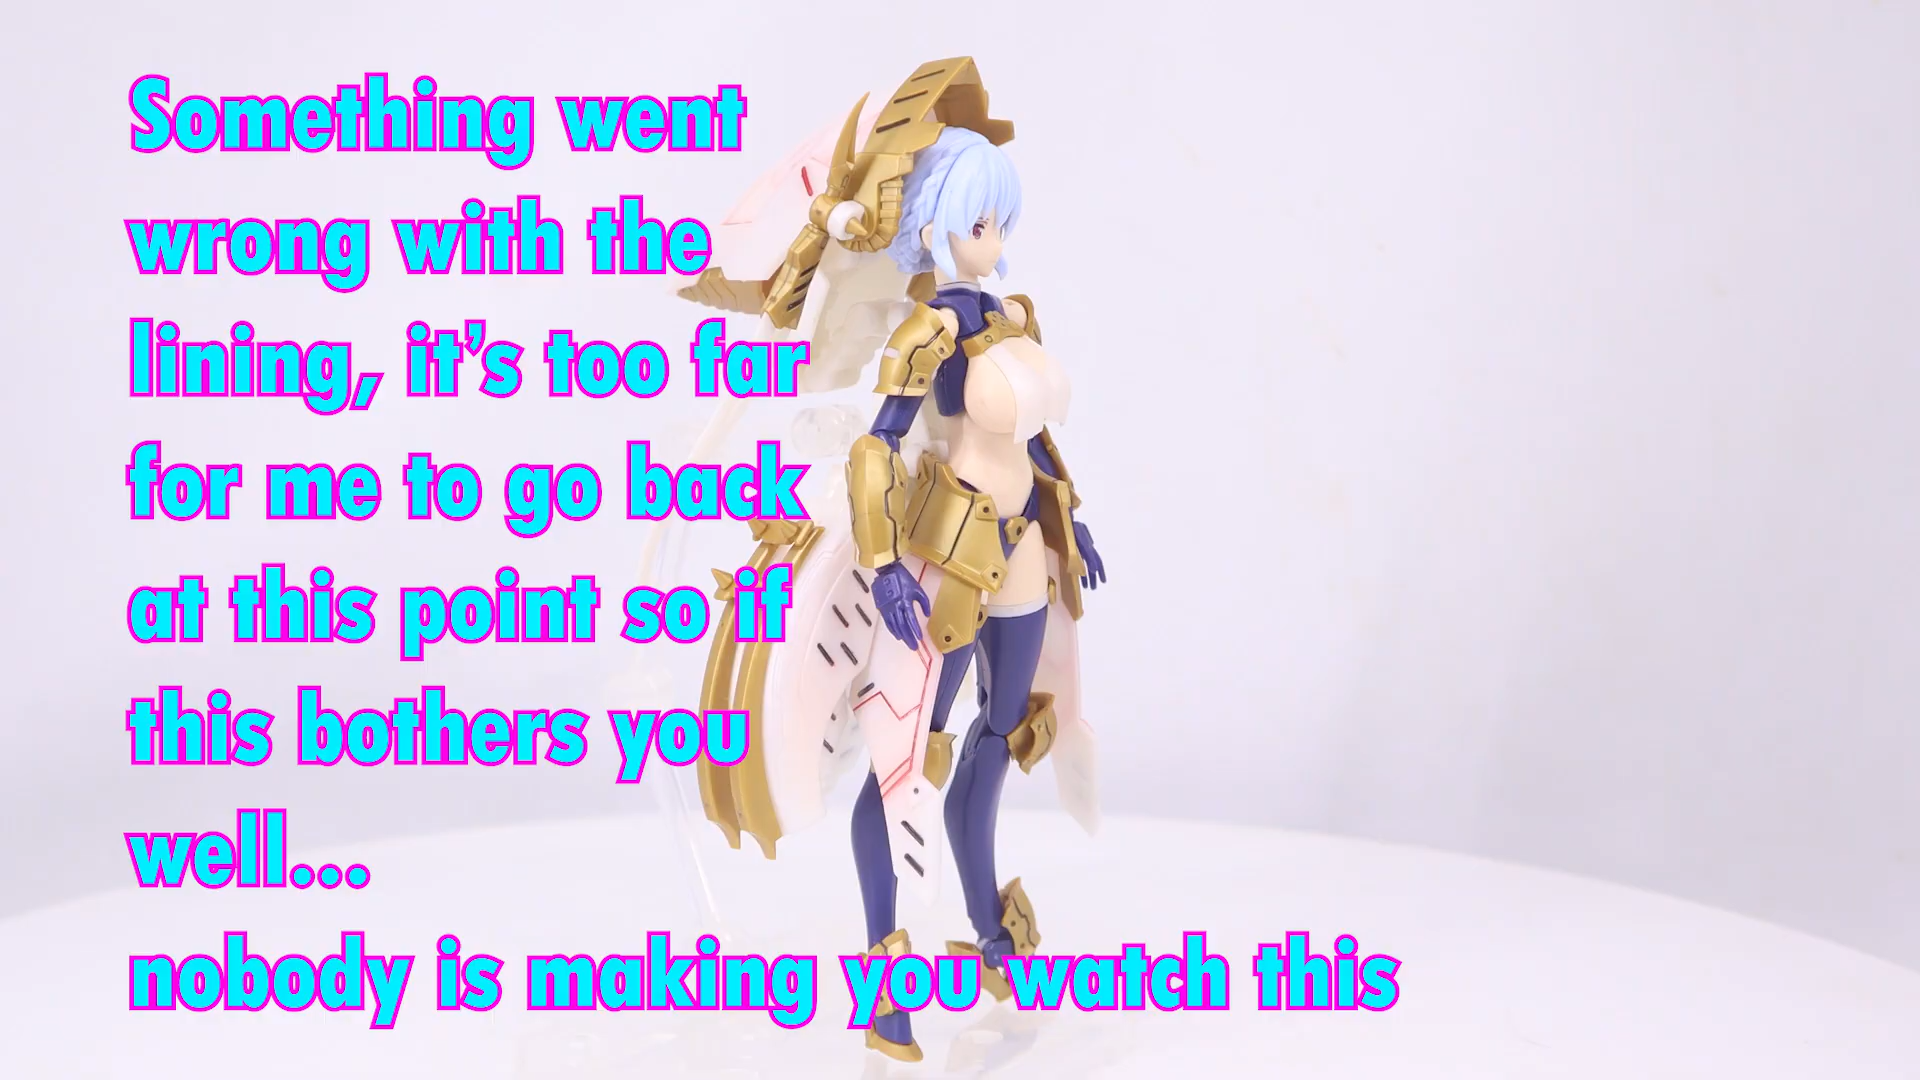 Something went
wrong with the
lining, it's too far
for me to go back
at this point so if
this bothers you
well...
nobody is making you watch this